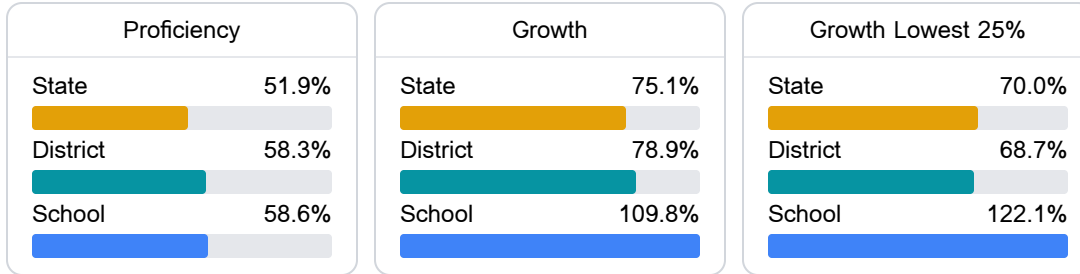 Proficiency
State 51.9%
District 58.3%
School 58.6%
Growth
State 75.1%
District 78.9%
School 109.8%
Growth Lowest 25%
State 70.0%
District 68.7%
School 122.1%